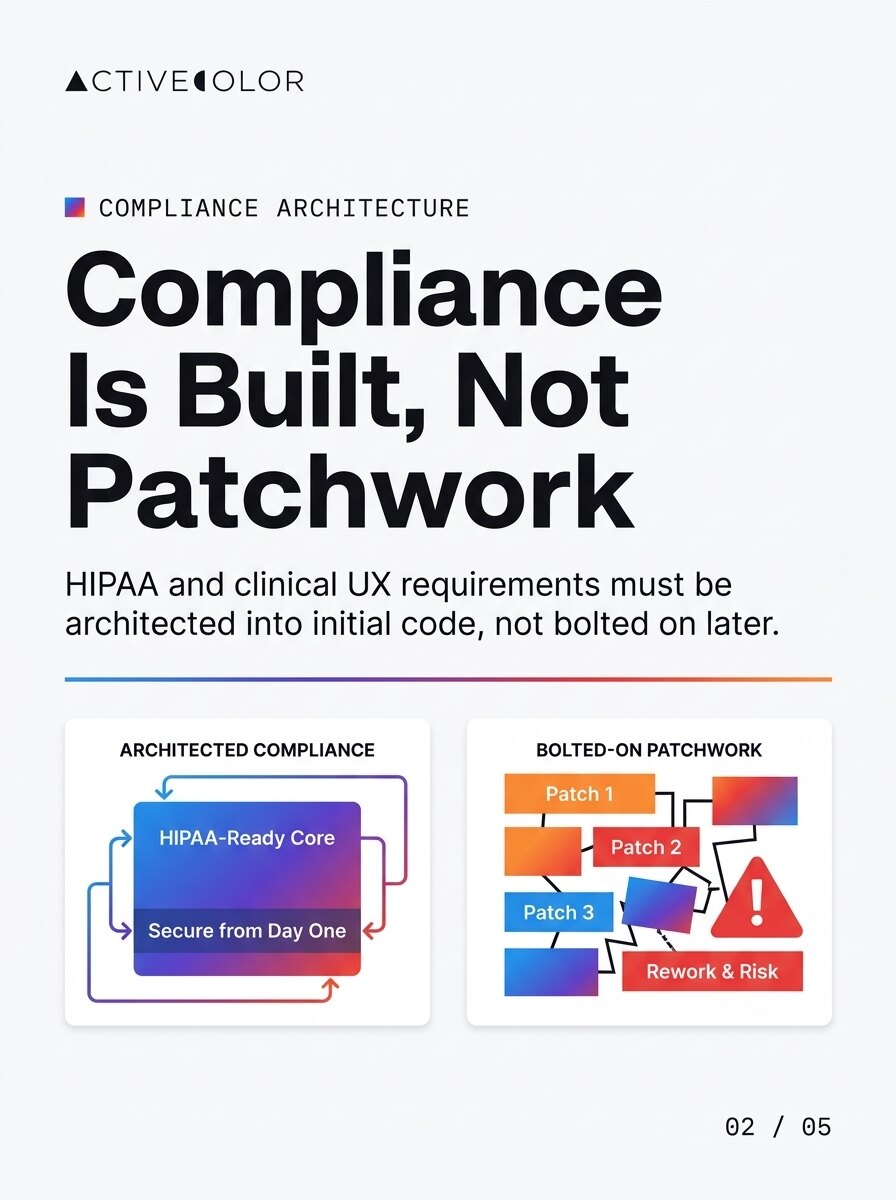 ACTIVECOLOR
COMPLIANCE ARCHITECTURE
Compliance
Is Built, Not
Patchwork
HIPAA and clinical UX requirements must be
architected into initial code, not bolted on later.
ARCHITECTED COMPLIANCE
HIPAA-Ready Core
Secure from Day One
BOLTED-ON PATCHWORK
Patch 1
Patch 2
Patch 3
Rework & Risk
!
02 / 05